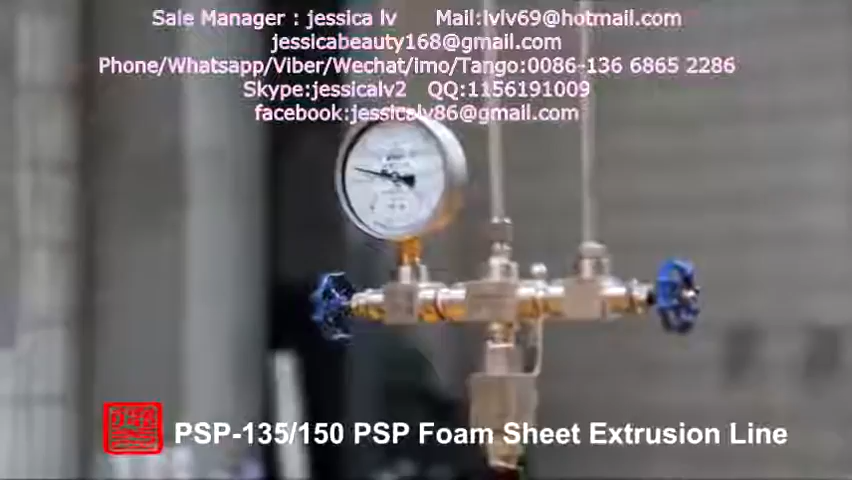 Sale Manager : jessica lv Mail:lvlv69@hotmail.com
jessicabeauty168@gmail.com
Phone/Whatsapp/Viber/Wechat/imo/Tango:0086-136 6865 2286
Skype:jessicalv2 QQ:1156191009
facebook:jessicalv86@gmail.com
PSP-135/150 PSP Foam Sheet Extrusion Line